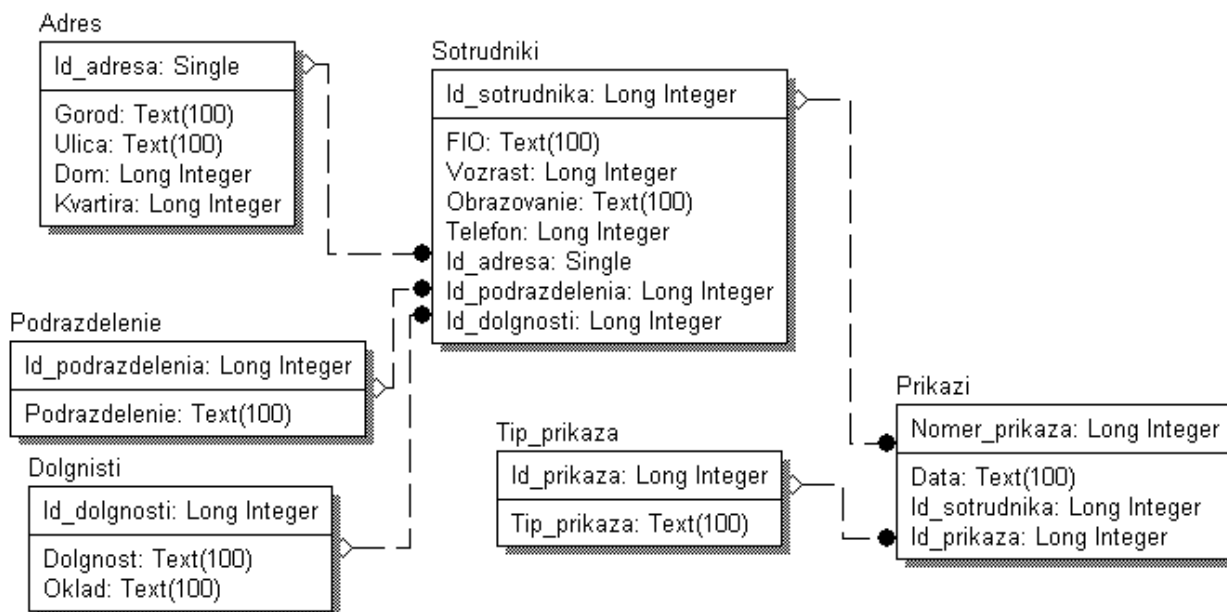 Adres
Id_adresa: Single
Gorod: Text(100)
Ulica: Text(100)
Dom: Long Integer
Kvartira: Long Integer
Sotrudniki
Id_sotrudnika: Long Integer
FIO: Text(100)
Vozrast: Long Integer
Obrazovanie: Text(100)
Telefon: Long Integer
Id_adresa: Single
Id_podrazdelenia: Long Integer
Id_dolgnosti: Long Integer
Podrazdelenie
Id_podrazdelenia: Long Integer
Podrazdelenie: Text(100)
Dolgnisti
Id_dolgnosti: Long Integer
Dolgnost: Text(100)
Oklad: Text(100)
Tip_prikaza
Id_prikaza: Long Integer
Tip_prikaza: Text(100)
Prikazi
Nomer_prikaza: Long Integer
Data: Text(100)
Id_sotrudnika: Long Integer
Id_prikaza: Long Integer